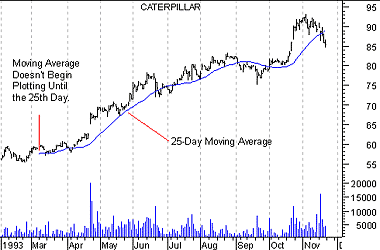 CATERPILLAR
95
90
85
80
75
70
65
60
55
Moving Average
Doesn't Begin
Plotting Until
the 25th Day.
25-Day Moving Average
20000
15000
10000
5000
1993 Mar Apr May Jun Jul Aug Sep Oct Nov